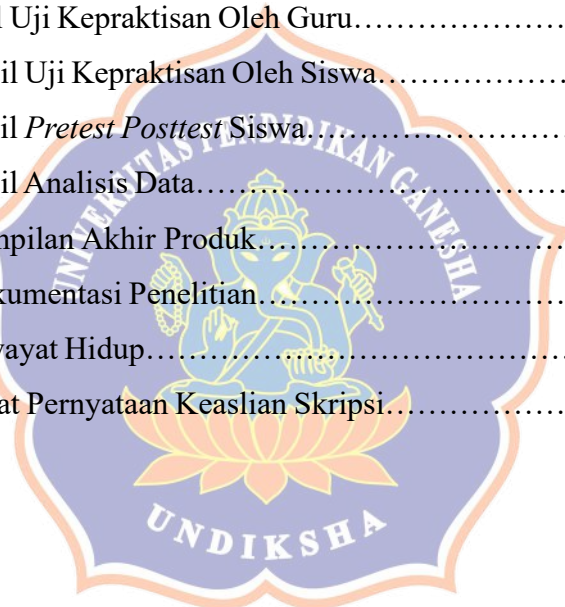 l Uji Kepraktisan Oleh Guru…………………
il Uji Kepraktisan Oleh Siswa………………
il Pretest Posttest Siswa………………………
il Analisis Data…………………………………
mpilan Akhir Produk……………………………
kumentasi Penelitian……………………………
wayat Hidup……………………………………
at Pernyataan Keaslian Skripsi………………
UNIVERSITAS PENDIDIKAN GANESHA
UNDIKSHA